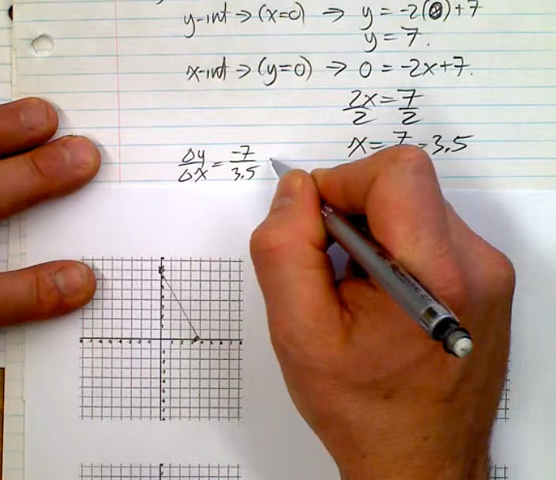 y-int → (x=0) → y = -2(0)+7
y = 7.
x-int → (y=0) → 0 = -2x+7.
2x/2 = 7/2
Δy/Δx = -7/3.5
x = 7 = 3.5